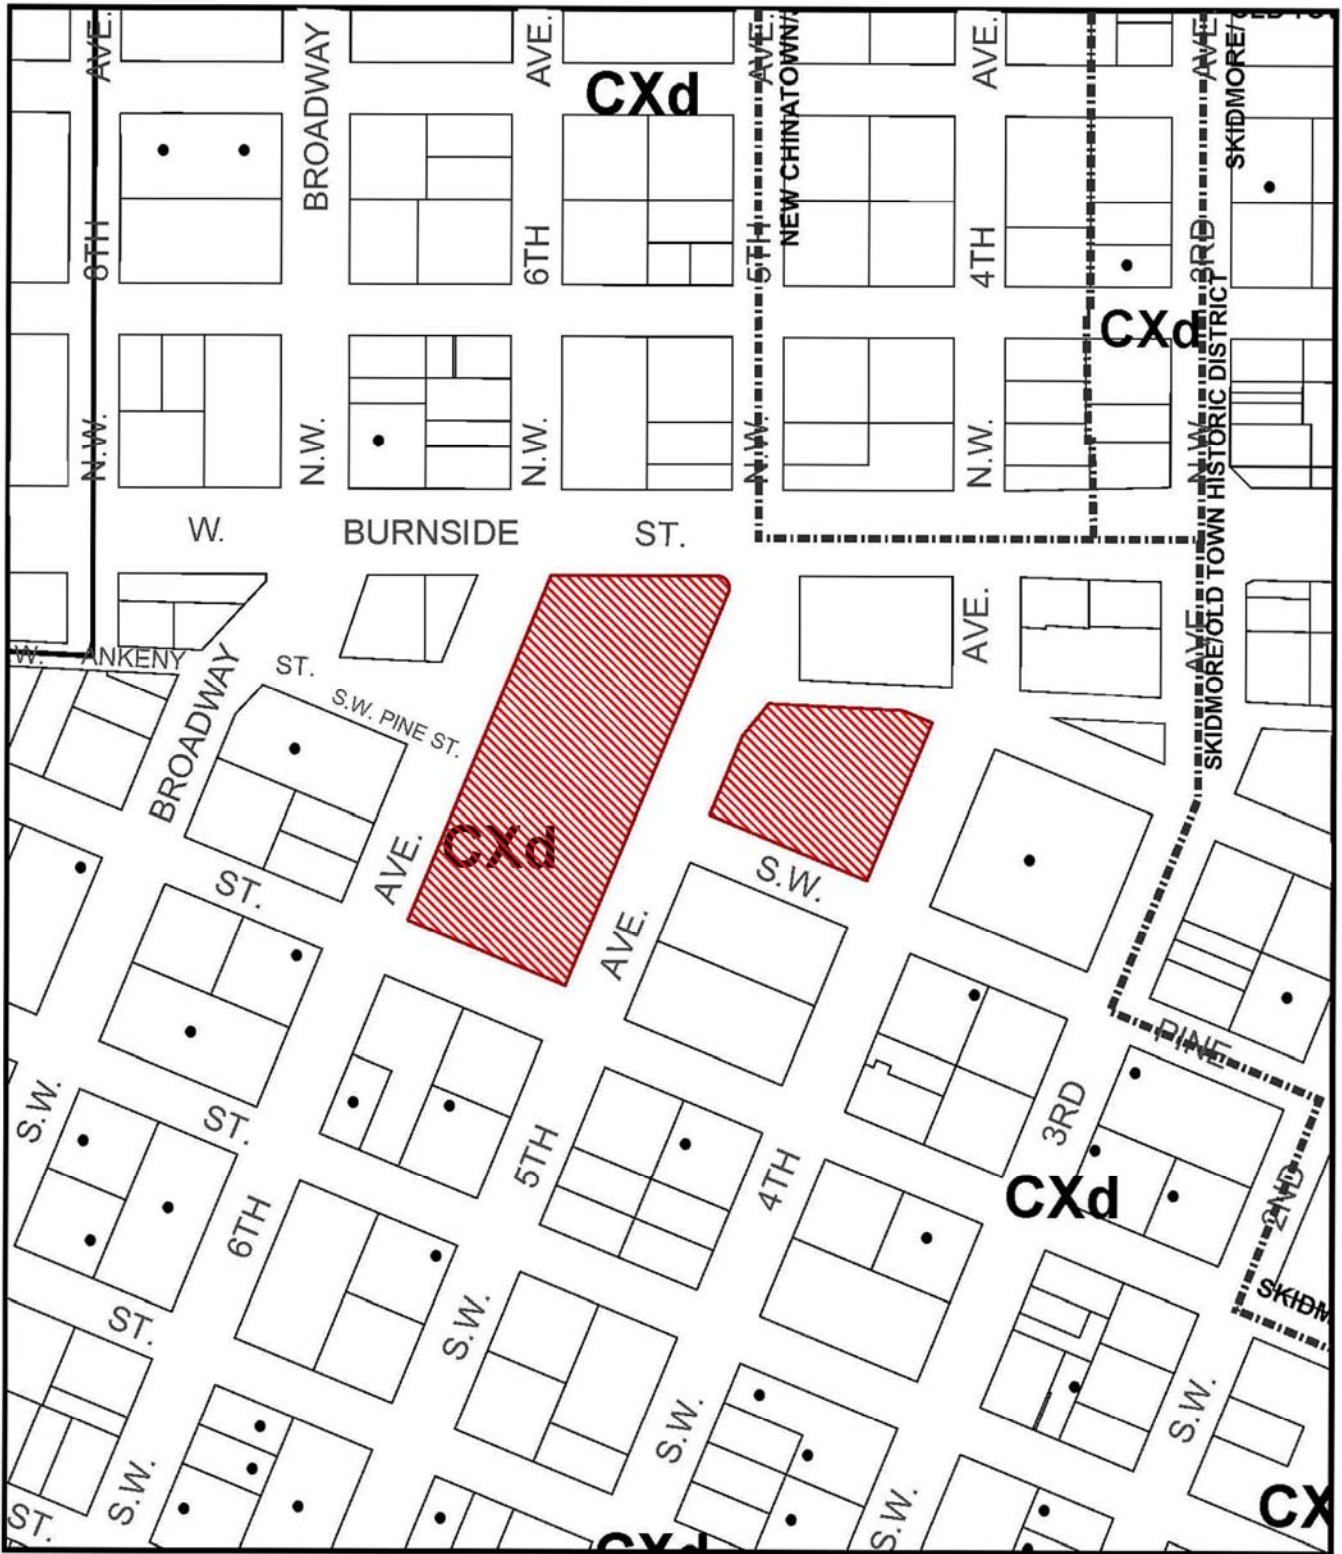 AVE.
BROADWAY
AVE.
CXd
AVE.
NEW CHINATOWN/
AVE.
AVE.
SKIDMORE/
8TH
6TH
5TH
4TH
3RD
CXd
N.W.
N.W.
N.W.
N.W.
N.W.
N.W.
SKIDMORE/OLD TOWN HISTORIC DISTRICT
W. BURNSIDE ST.
AVE.
AVE.
W. ANKENY ST.
S.W. PINE ST.
BROADWAY
CXd
AVE.
S.W.
ST.
AVE.
PINE
S.W.
ST.
3RD
5TH
4TH
CXd
2ND
6TH
SKIDM
ST.
S.W.
S.W.
S.W.
S.W.
S.W.
CX
ST.
CXd